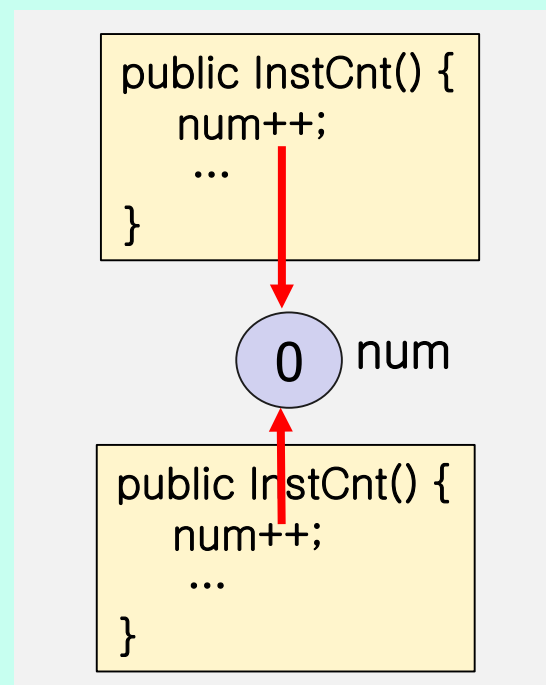 public InstCnt() {
num++;
...
}
0 num
public InstCnt() {
num++;
...
}